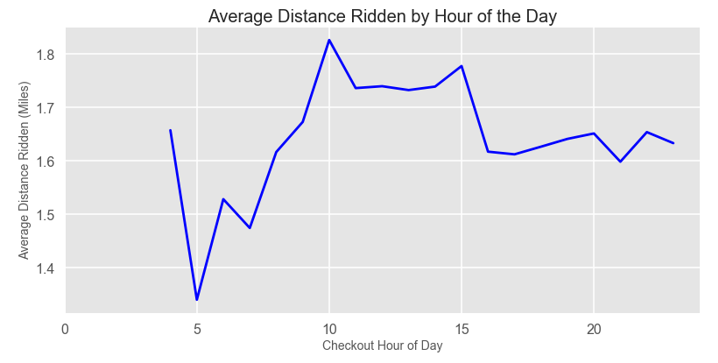 Average Distance Ridden by Hour of the Day
Average Distance Ridden (Miles)
1.8
1.7
1.6
1.5
1.4
0 5 10 15 20
Checkout Hour of Day